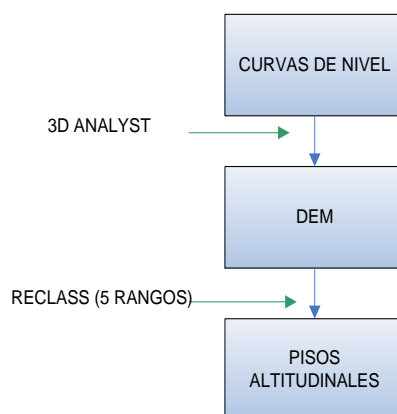 CURVAS DE NIVEL
3D ANALYST
DEM
RECLASS (5 RANGOS)
PISOS
ALTITUDINALES